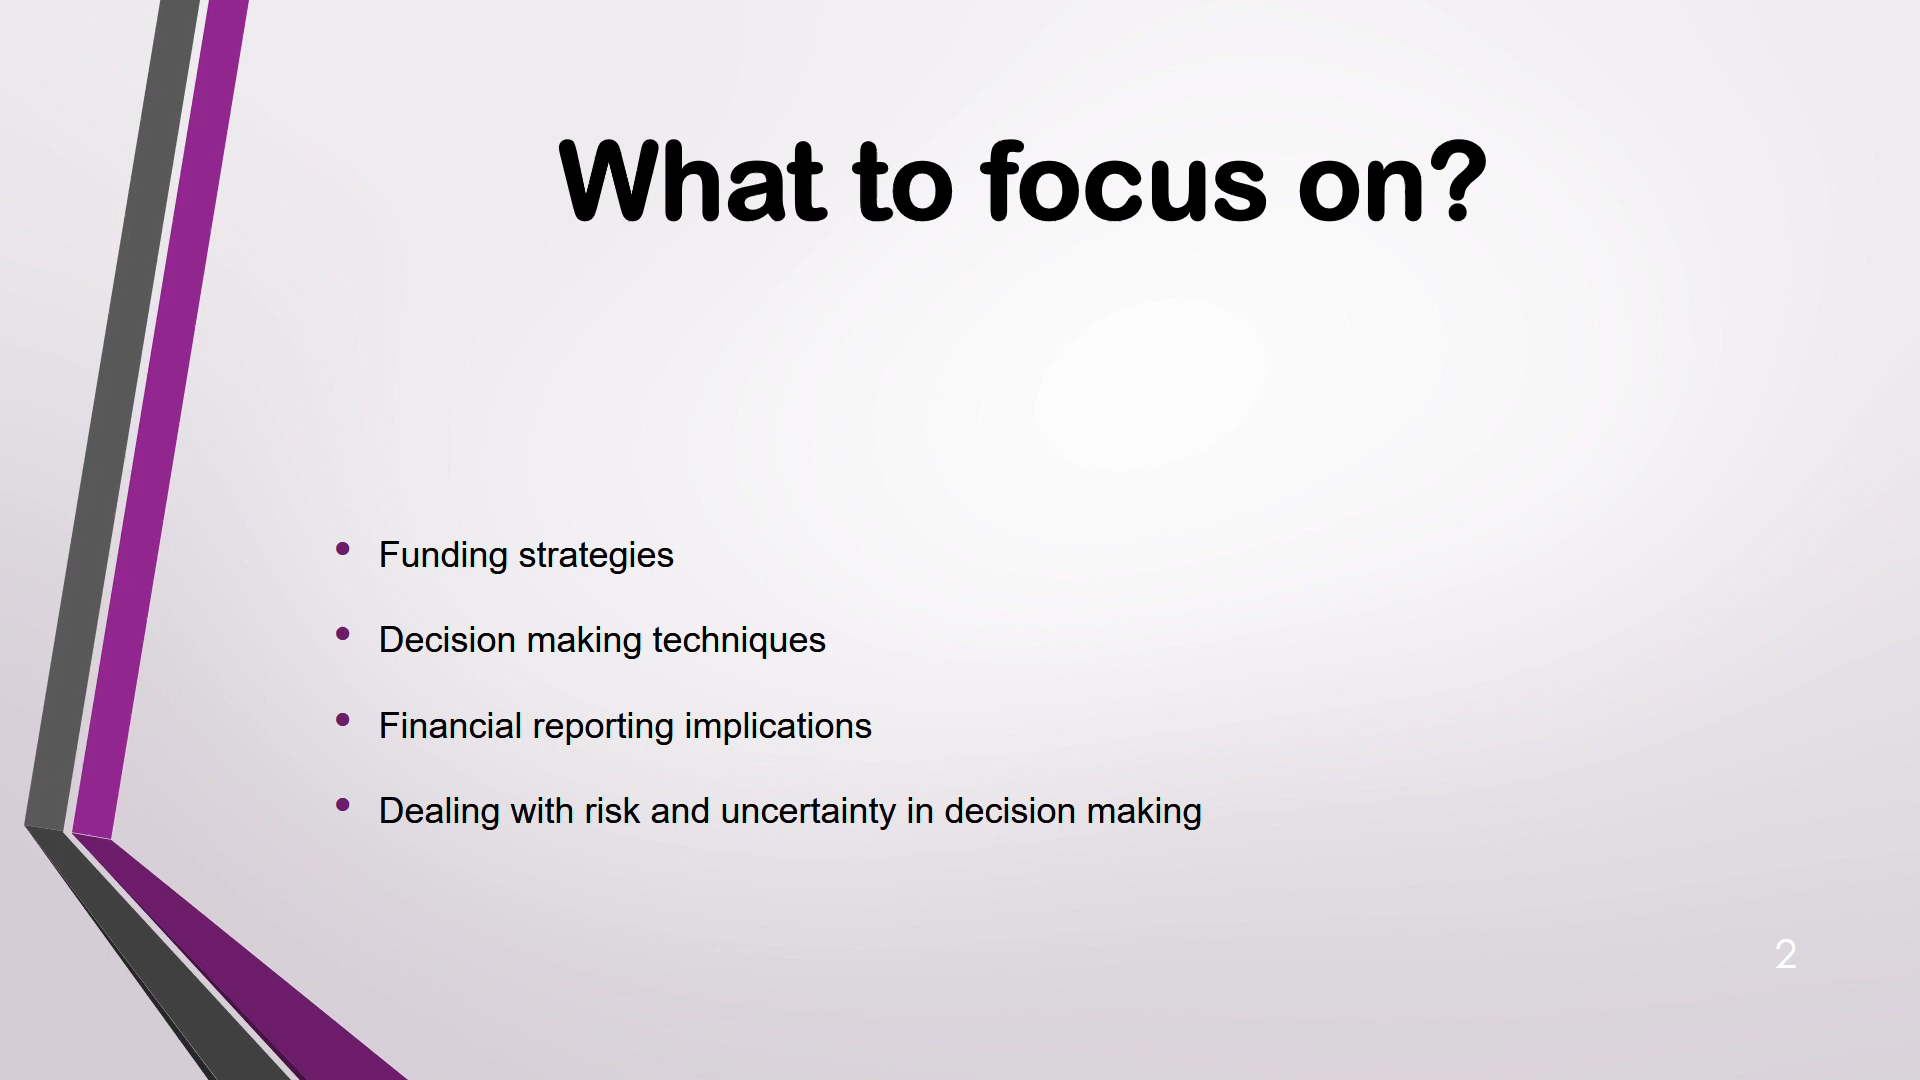 What to focus on?
• Funding strategies
• Decision making techniques
• Financial reporting implications
• Dealing with risk and uncertainty in decision making
2